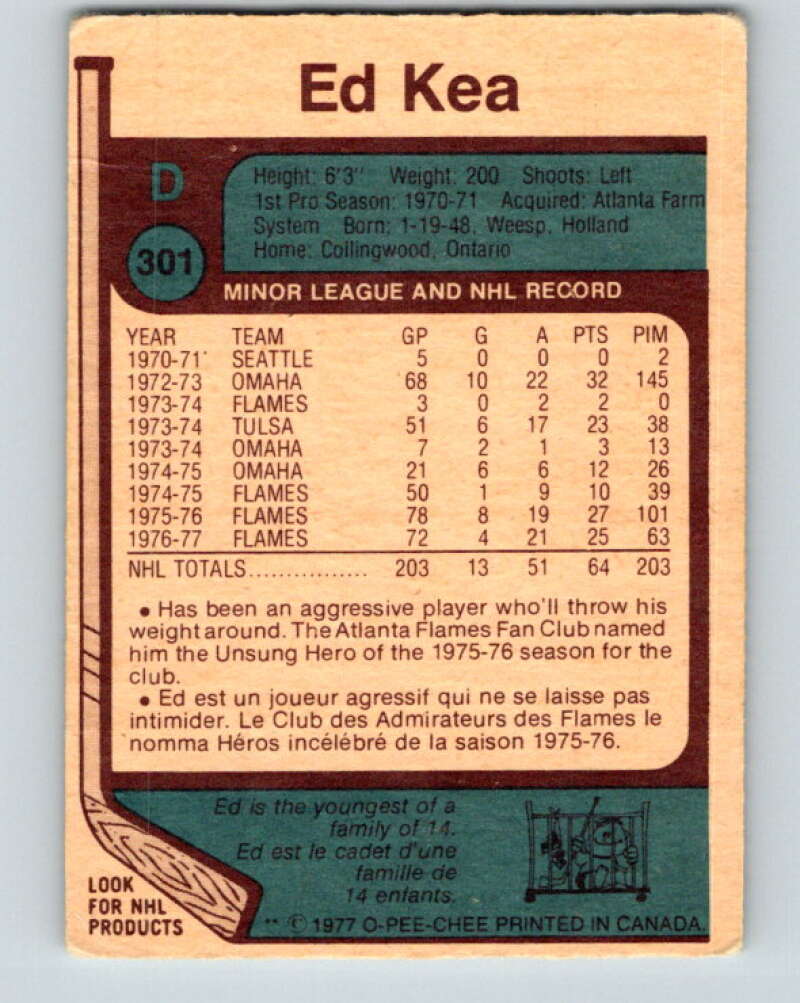 Ed Kea
D
301
Height: 6'3'' Weight: 200 Shoots: Left
1st Pro Season: 1970-71 Acquired: Atlanta Farm
System Born: 1-19-48, Weesp, Holland
Home: Collingwood, Ontario
MINOR LEAGUE AND NHL RECORD
YEAR TEAM GP G A PTS PIM
1970-71 SEATTLE 5 0 0 0 2
1972-73 OMAHA 68 10 22 32 145
1973-74 FLAMES 3 0 2 2 0
1973-74 TULSA 51 6 17 23 38
1973-74 OMAHA 7 2 1 3 13
1974-75 OMAHA 21 6 6 12 26
1974-75 FLAMES 50 1 9 10 39
1975-76 FLAMES 78 8 19 27 101
1976-77 FLAMES 72 4 21 25 63
NHL TOTALS................ 203 13 51 64 203
• Has been an aggressive player who'll throw his
weight around. The Atlanta Flames Fan Club named
him the Unsung Hero of the 1975-76 season for the
club.
• Ed est un joueur agressif qui ne se laisse pas
intimider. Le Club des Admirateurs des Flames le
nomma Héros incélébré de la saison 1975-76.
Ed is the youngest of a
family of 14.
Ed est le cadet d'une
famille de
14 enfants.
LOOK
FOR NHL
PRODUCTS
** © 1977 O-PEE-CHEE PRINTED IN CANADA.